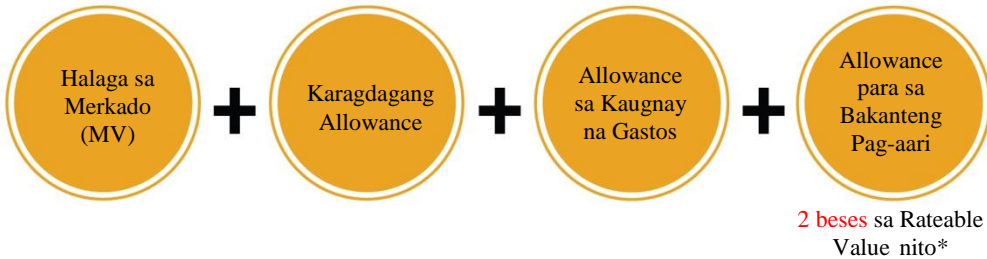 Halaga sa
Merkado
(MV)
+
Karagdagang
Allowance
+
Allowance
sa Kaugnay
na Gastos
+
Allowance
para sa
Bakanteng
Pag-aari
2 beses sa Rateable
Value nito*